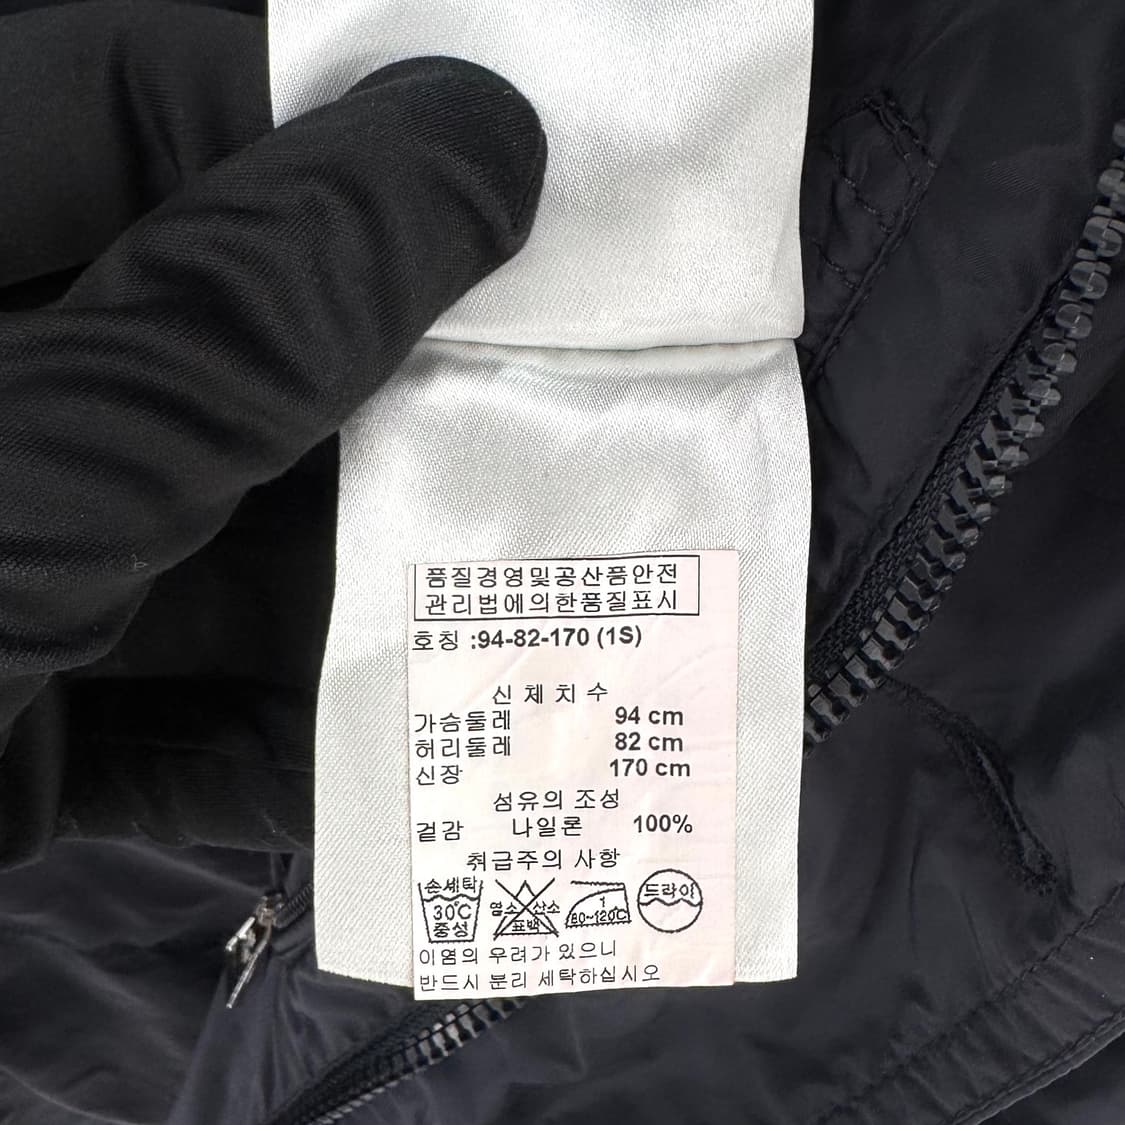 품질경영및공산품안전
관리법에의한품질표시
호칭 :94-82-170 (1S)
신 체 치 수
가슴둘레 94 cm
허리둘레 82 cm
신장 170 cm
섬유의 조성
겉감 나일론 100%
취급주의 사항
손세탁 30℃ 중성
염소 산소 표백
1 80~120℃
드라이
이염의 우려가 있으니
반드시 분리 세탁하십시오